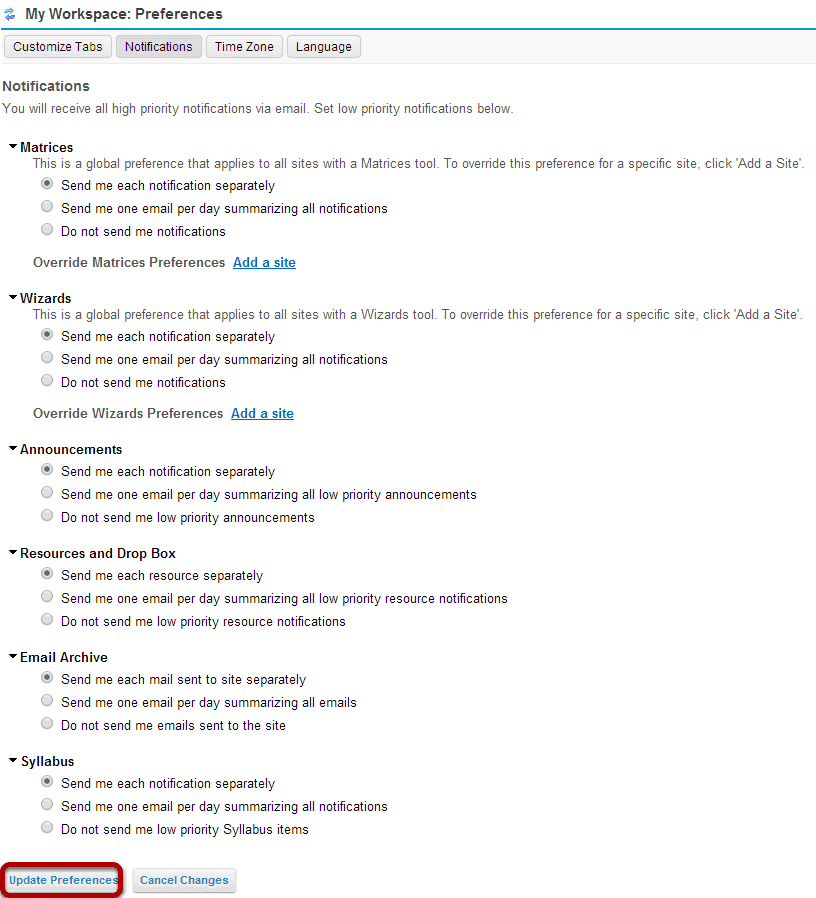 My Workspace: Preferences
Customize Tabs Notifications Time Zone Language
Notifications
You will receive all high priority notifications via email. Set low priority notifications below.
Matrices
This is a global preference that applies to all sites with a Matrices tool. To override this preference for a specific site, click 'Add a Site'.
Send me each notification separately
Send me one email per day summarizing all notifications
Do not send me notifications
Override Matrices Preferences Add a site
Wizards
This is a global preference that applies to all sites with a Wizards tool. To override this preference for a specific site, click 'Add a Site'.
Send me each notification separately
Send me one email per day summarizing all notifications
Do not send me notifications
Override Wizards Preferences Add a site
Announcements
Send me each notification separately
Send me one email per day summarizing all low priority announcements
Do not send me low priority announcements
Resources and Drop Box
Send me each resource separately
Send me one email per day summarizing all low priority resource notifications
Do not send me low priority resource notifications
Email Archive
Send me each mail sent to site separately
Send me one email per day summarizing all emails
Do not send me emails sent to the site
Syllabus
Send me each notification separately
Send me one email per day summarizing all notifications
Do not send me low priority Syllabus items
Update Preferences Cancel Changes